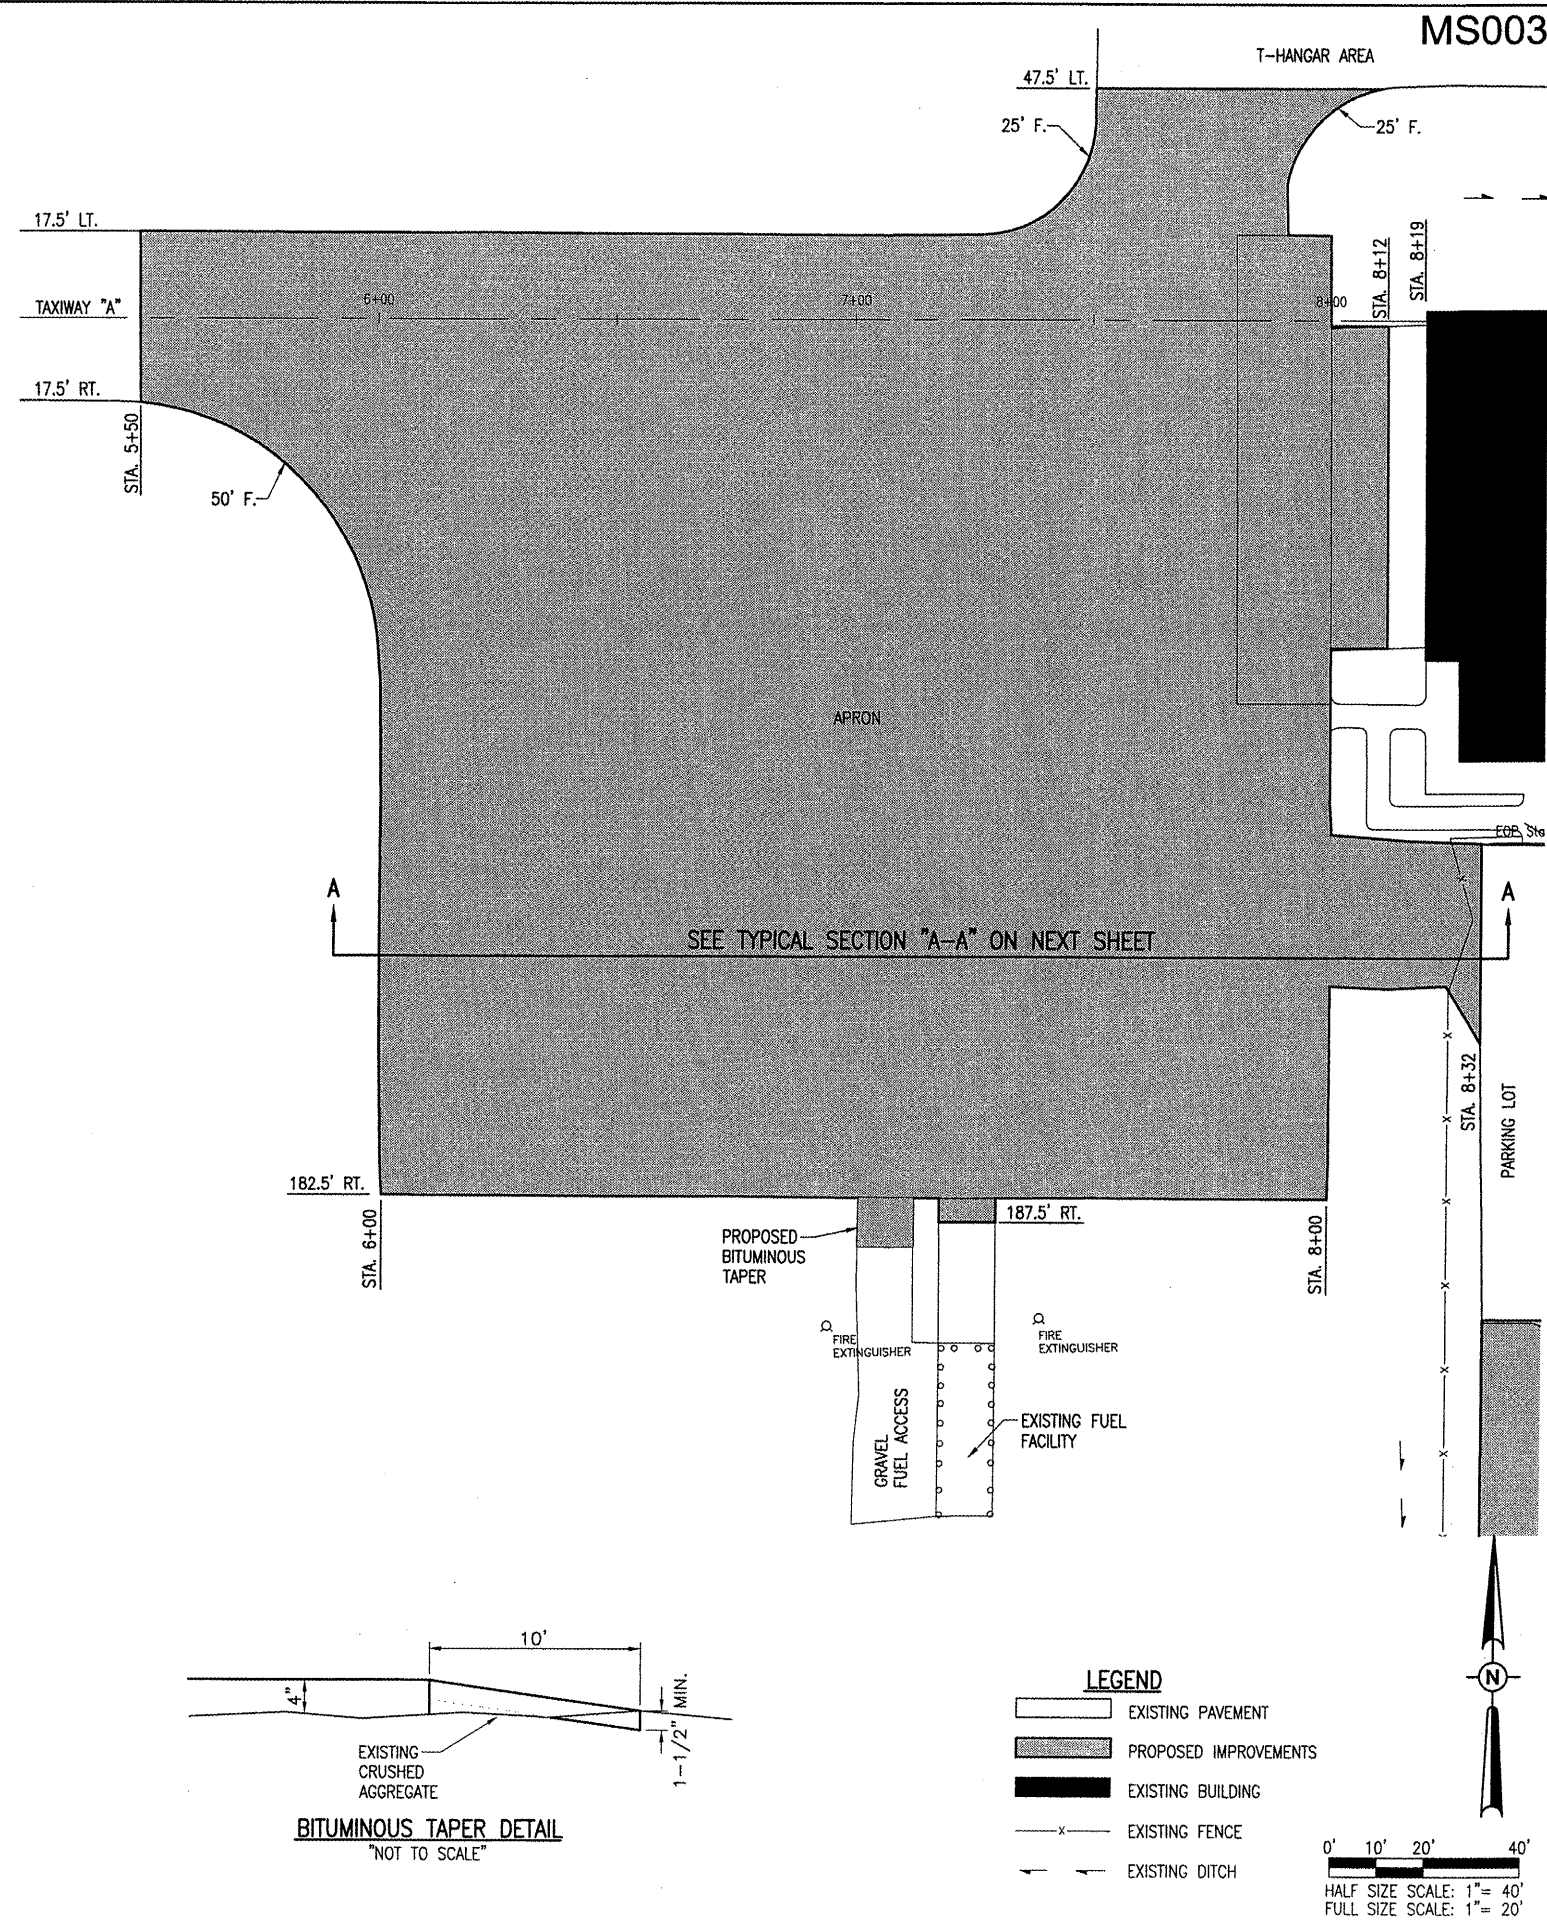 MS003
T-HANGAR AREA
47.5' LT.
25' F.
25' F.
17.5' LT.
STA. 8+12
STA. 8+19
TAXIWAY "A"
6+00
7+00
8+00
17.5' RT.
STA. 5+50
50' F.
APRON
EOP Sta
A
A
SEE TYPICAL SECTION "A-A" ON NEXT SHEET
x
x
x
x
x
x
x
STA. 8+32
PARKING LOT
182.5' RT.
STA. 6+00
187.5' RT.
STA. 8+00
PROPOSED
BITUMINOUS
TAPER
FIRE
EXTINGUISHER
FIRE
EXTINGUISHER
GRAVEL
FUEL ACCESS
EXISTING FUEL
FACILITY
10'
4"
1-1/2" MIN.
EXISTING
CRUSHED
AGGREGATE
BITUMINOUS TAPER DETAIL
"NOT TO SCALE"
N
LEGEND
EXISTING PAVEMENT
PROPOSED IMPROVEMENTS
EXISTING BUILDING
x
EXISTING FENCE
EXISTING DITCH
0' 10' 20' 40'
HALF SIZE SCALE: 1"= 40'
FULL SIZE SCALE: 1"= 20'